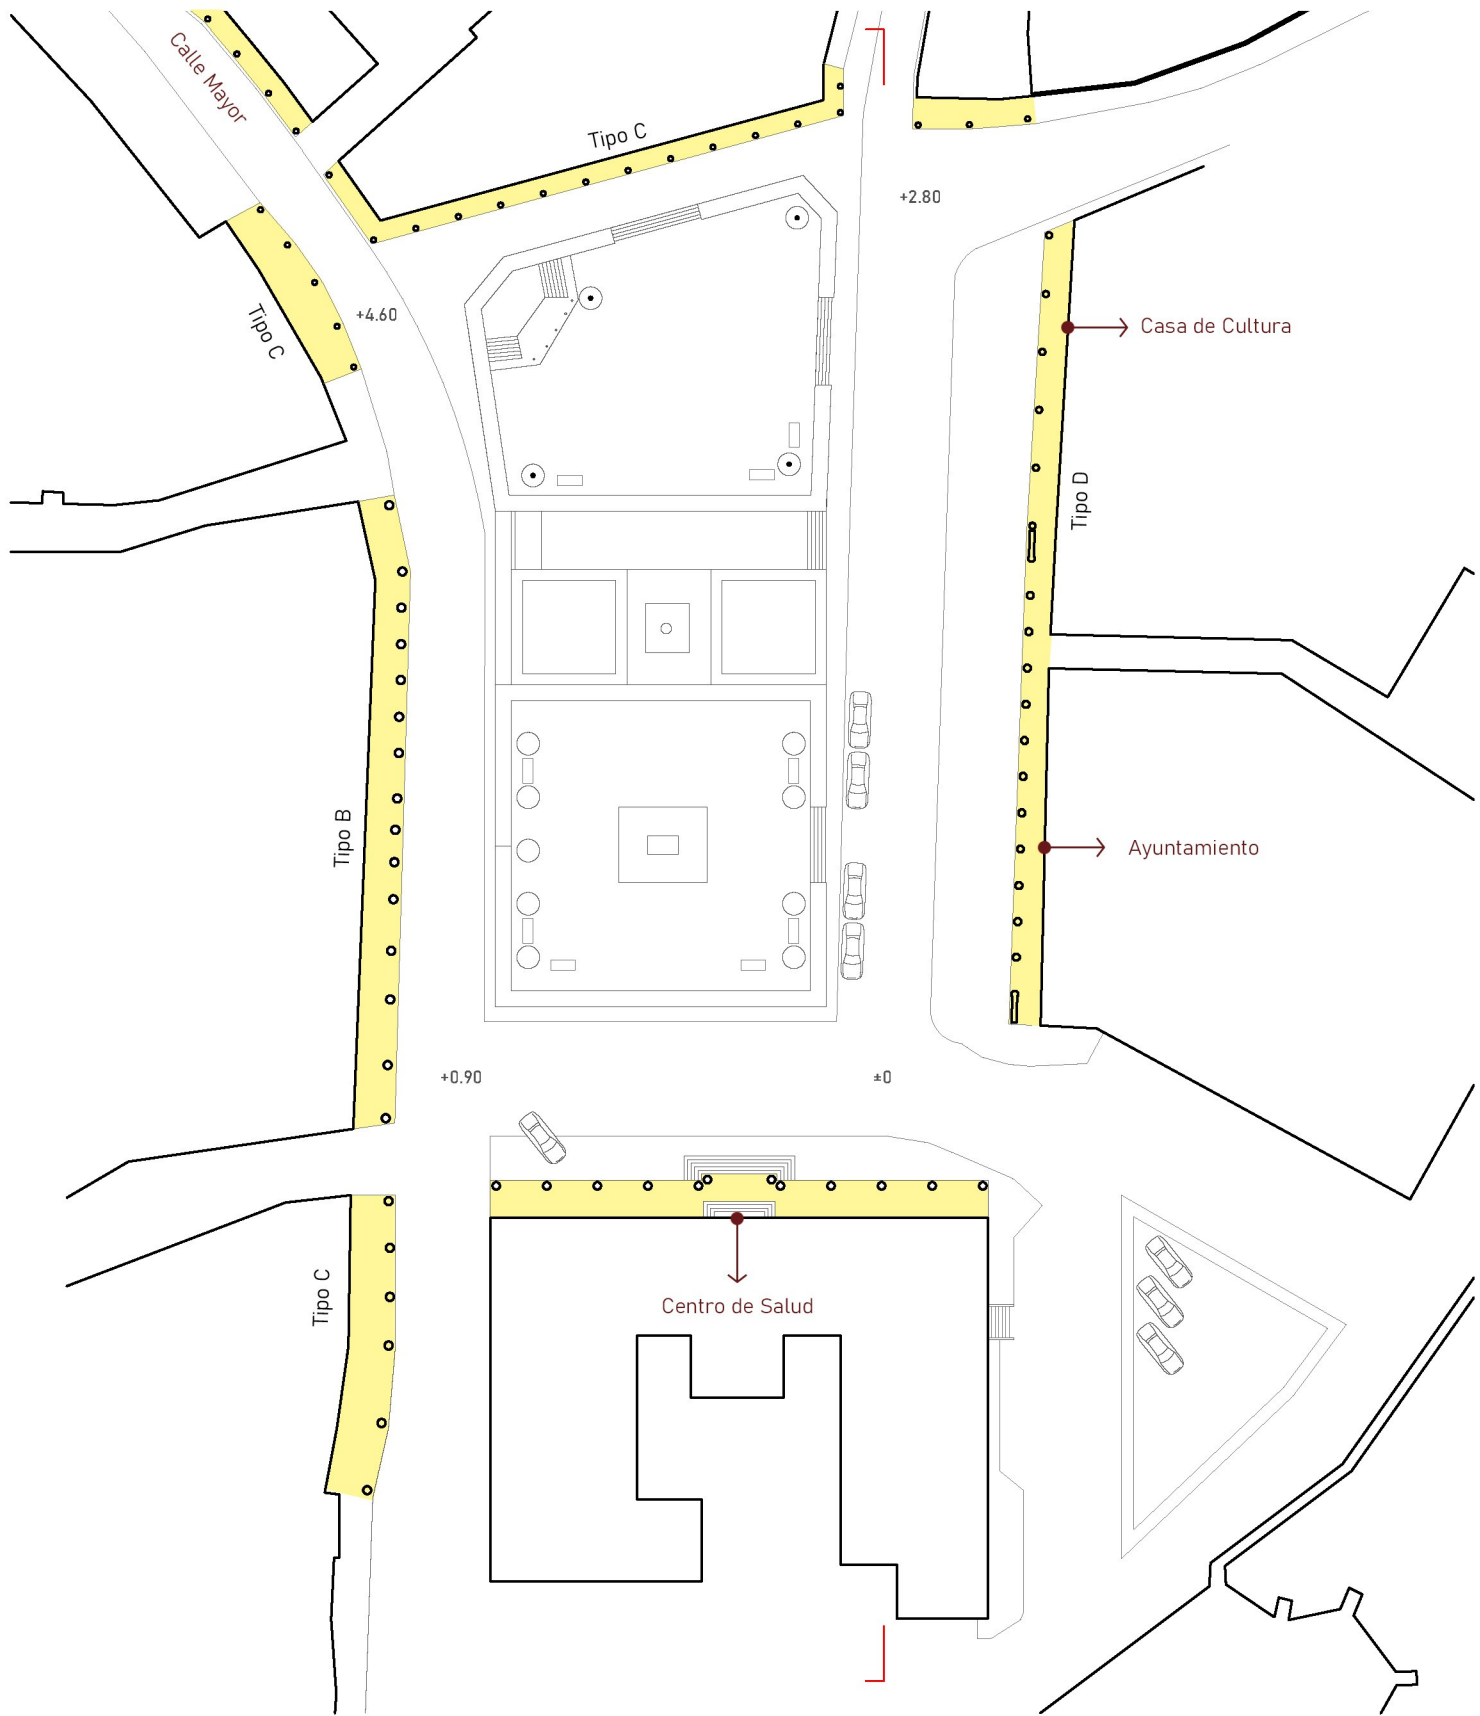 Calle Mayor
Tipo C
+2.80
Tipo C
+4.60
Casa de Cultura
Tipo D
Tipo B
Ayuntamiento
+0.90
±0
Tipo C
Centro de Salud